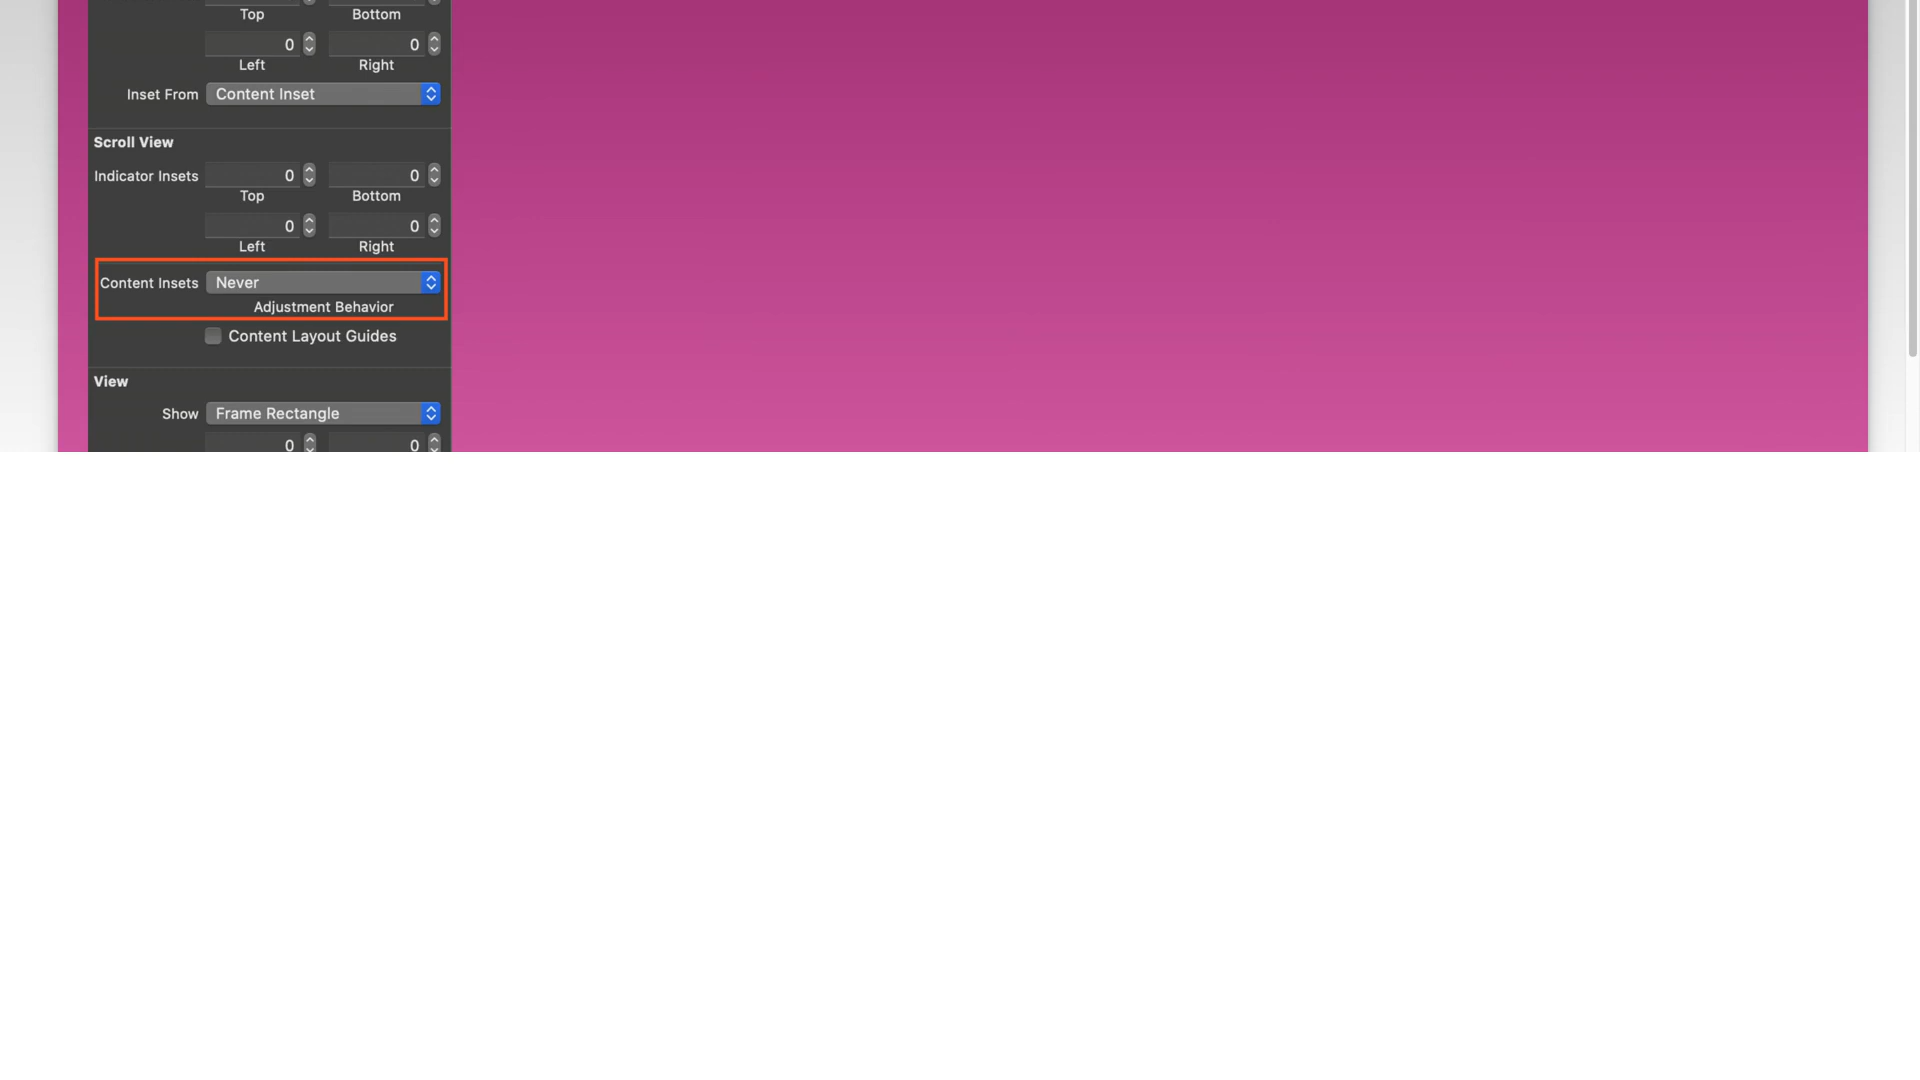 Top Bottom
0 0
Left Right
Inset From Content Inset
Scroll View
Indicator Insets 0 0
Top Bottom
0 0
Left Right
Content Insets Never
Adjustment Behavior
Content Layout Guides
View
Show Frame Rectangle
0 0